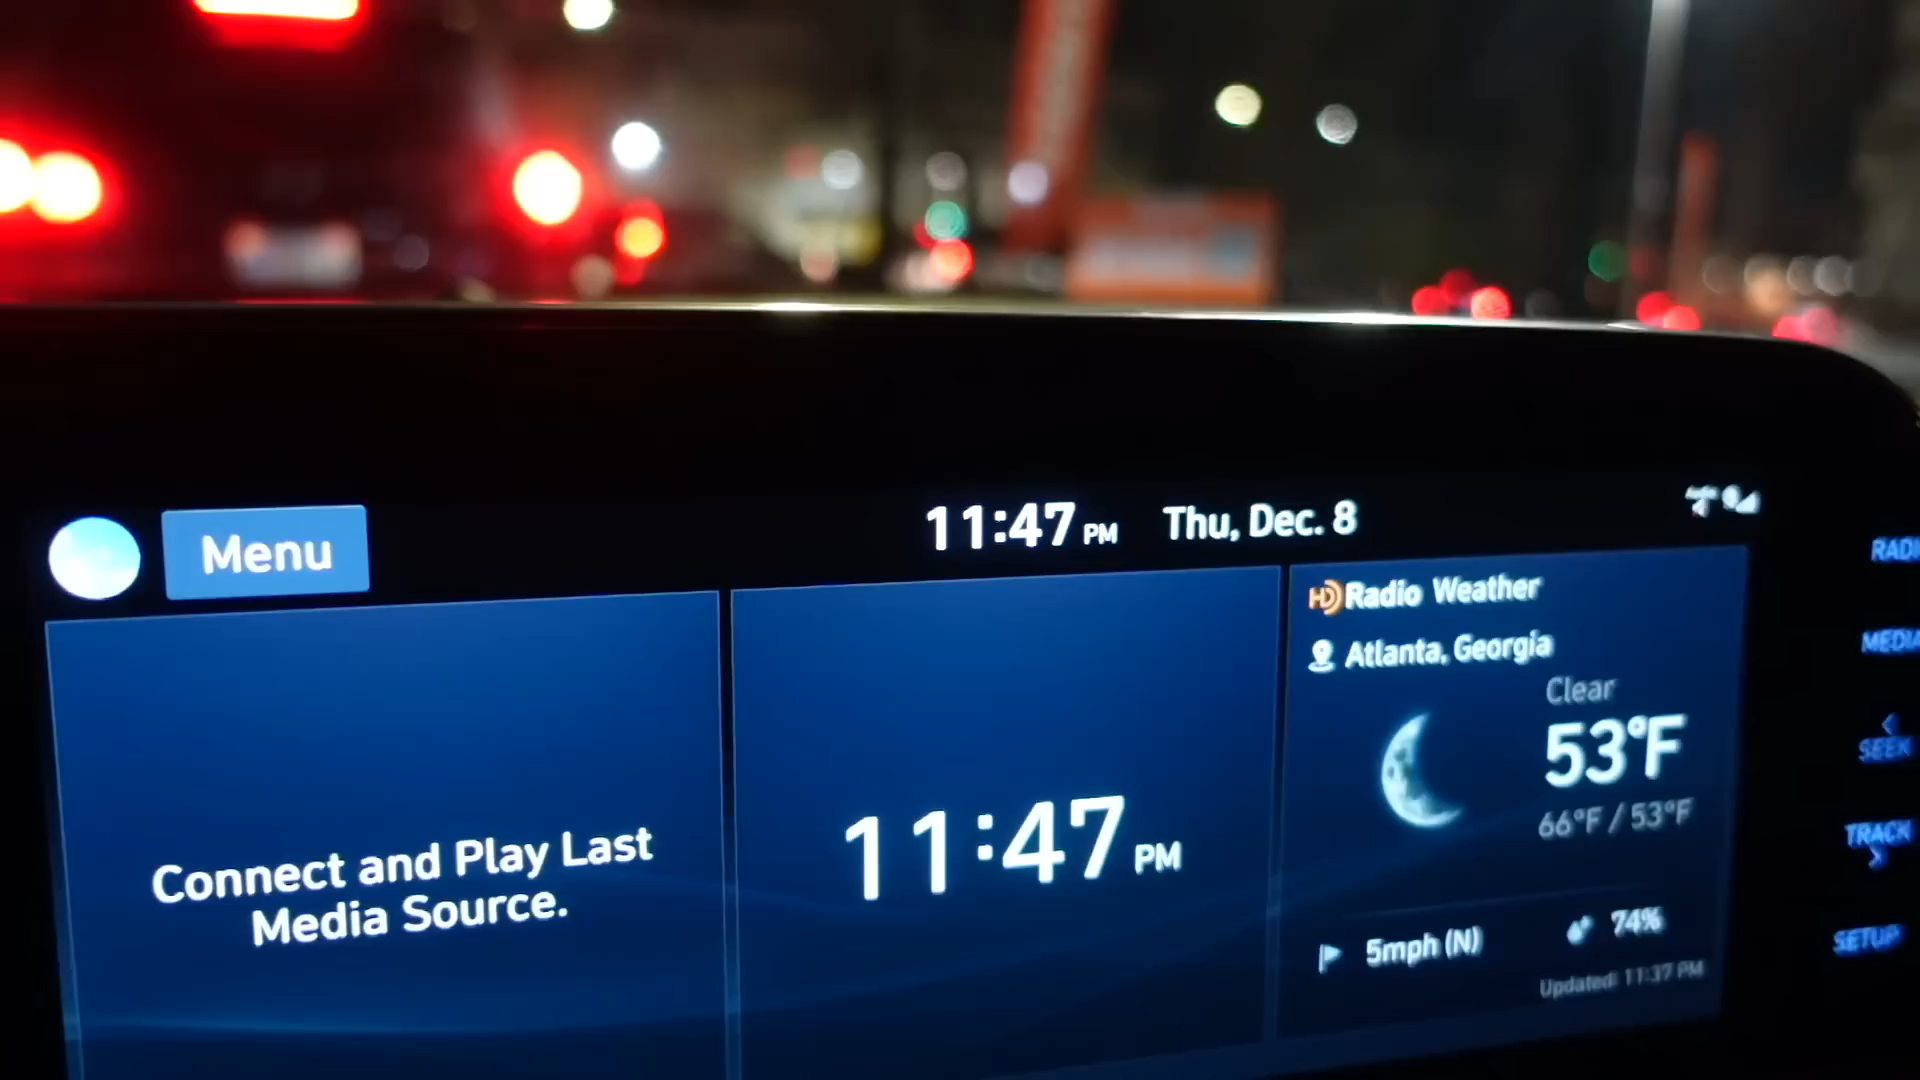 Menu
11:47 PM Thu, Dec. 8
Connect and Play Last
Media Source.
11:47 PM
HD Radio Weather
Atlanta, Georgia
Clear
53°F
66°F / 53°F
5mph (N) 74%
Updated: 11:37 PM
SEEK
TRACK
SETUP